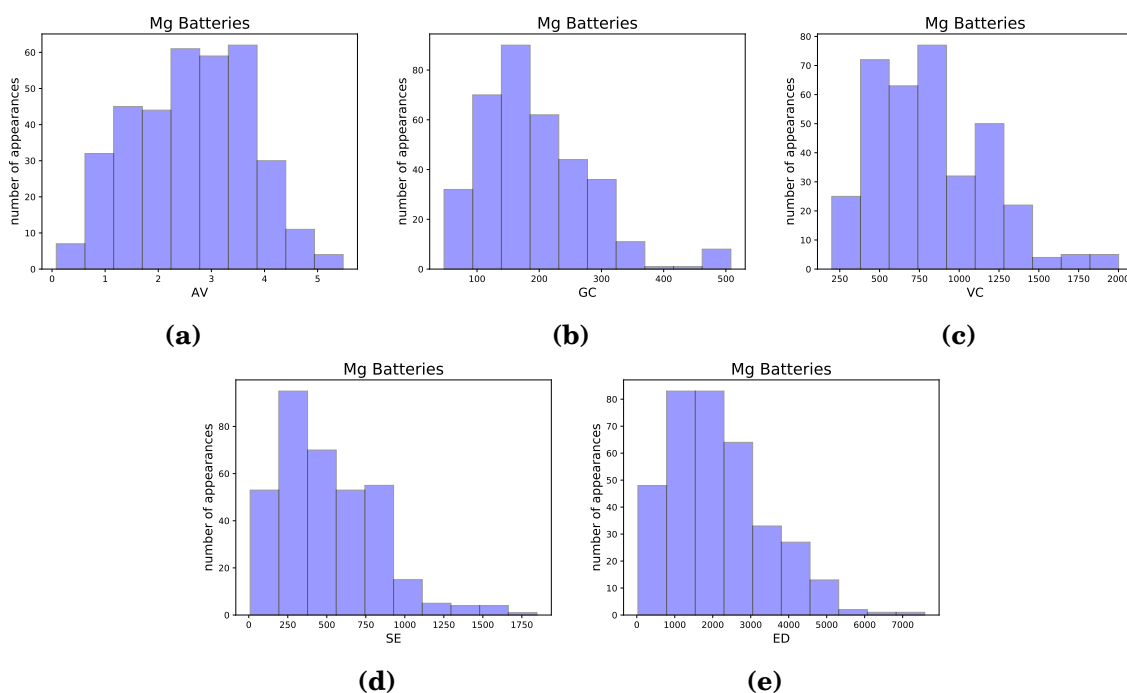 Mg Batteries
number of appearances
0
10
20
30
40
50
60
0 1 2 3 4 5
AV
(a)
Mg Batteries
number of appearances
0
20
40
60
80
100 200 300 400 500
GC
(b)
Mg Batteries
number of appearances
0
10
20
30
40
50
60
70
80
250 500 750 1000 1250 1500 1750 2000
VC
(c)
Mg Batteries
number of appearances
0
20
40
60
80
0 250 500 750 1000 1250 1500 1750
SE
(d)
Mg Batteries
number of appearances
0
10
20
30
40
50
60
70
80
0 1000 2000 3000 4000 5000 6000 7000
ED
(e)